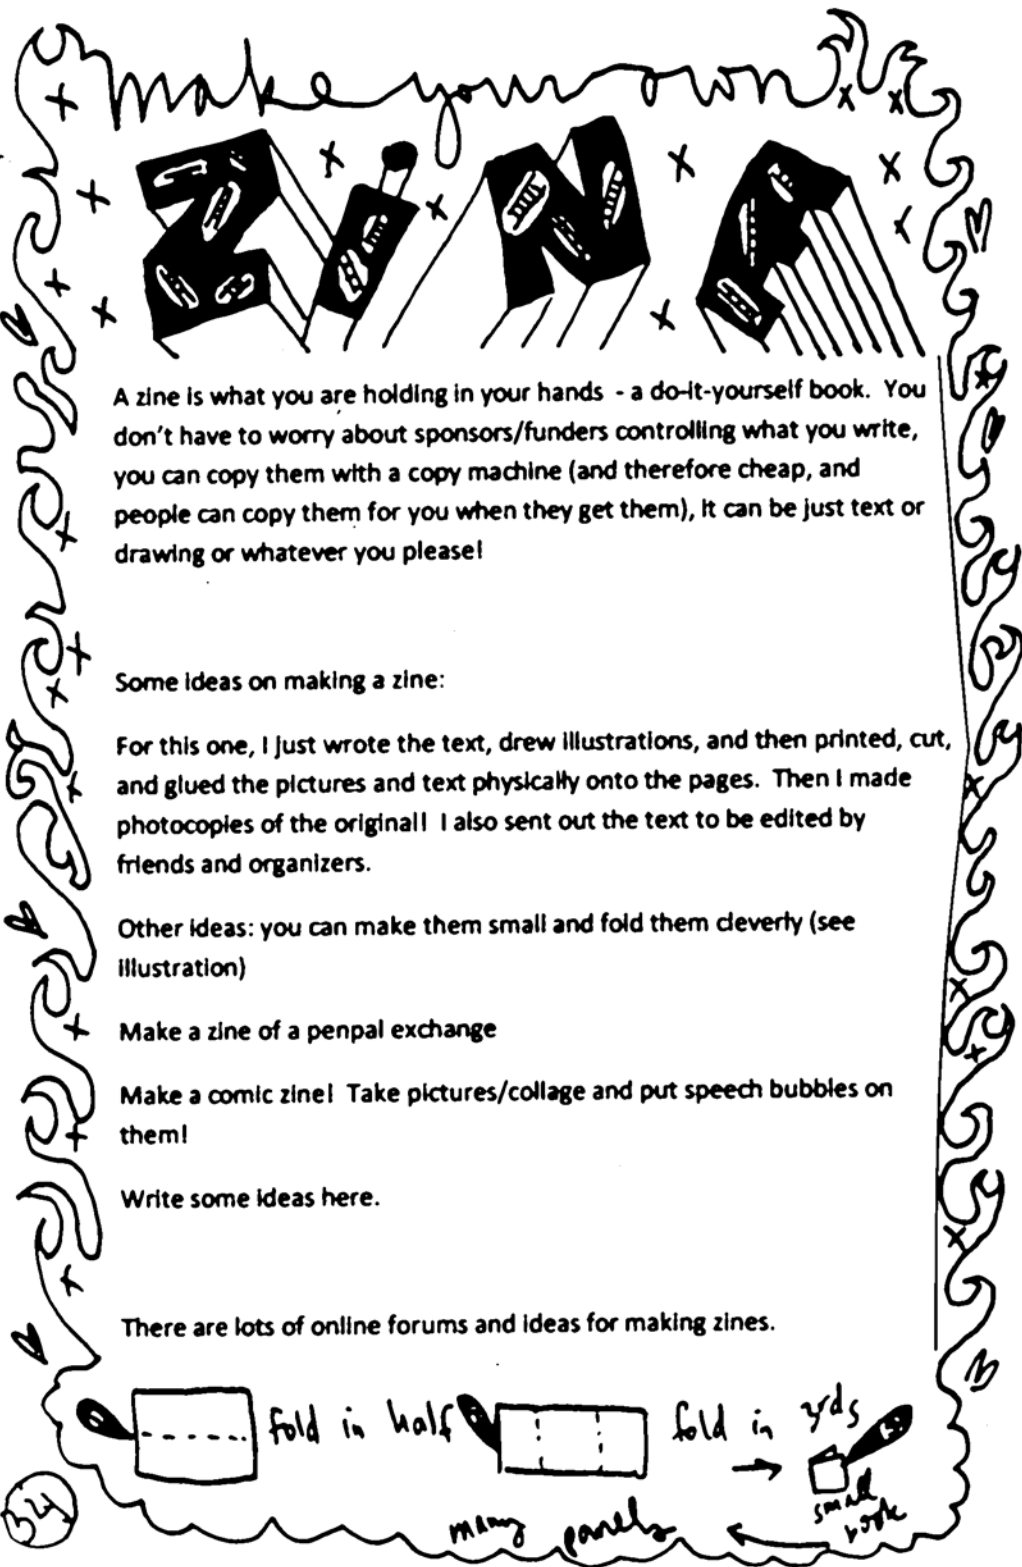 make your own
ZiNE
A zine is what you are holding in your hands - a do-it-yourself book. You
don't have to worry about sponsors/funders controlling what you write,
you can copy them with a copy machine (and therefore cheap, and
people can copy them for you when they get them), it can be just text or
drawing or whatever you please!
Some ideas on making a zine:
For this one, I just wrote the text, drew illustrations, and then printed, cut,
and glued the pictures and text physically onto the pages. Then I made
photocopies of the original! I also sent out the text to be edited by
friends and organizers.
Other ideas: you can make them small and fold them cleverly (see
illustration)
Make a zine of a penpal exchange
Make a comic zine! Take pictures/collage and put speech bubbles on
them!
Write some ideas here.
There are lots of online forums and ideas for making zines.
fold in half
fold in 3rds
small
book
many panels
34